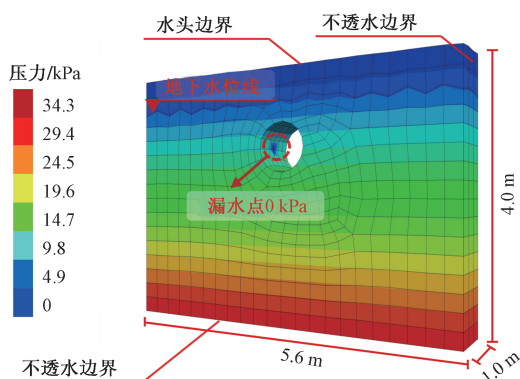 水头边界
不透水边界
压力/kPa
34.3
29.4
24.5
19.6
14.7
9.8
4.9
0
地下水位线
漏水点0 kPa
4.0 m
5.6 m
1.0 m
不透水边界